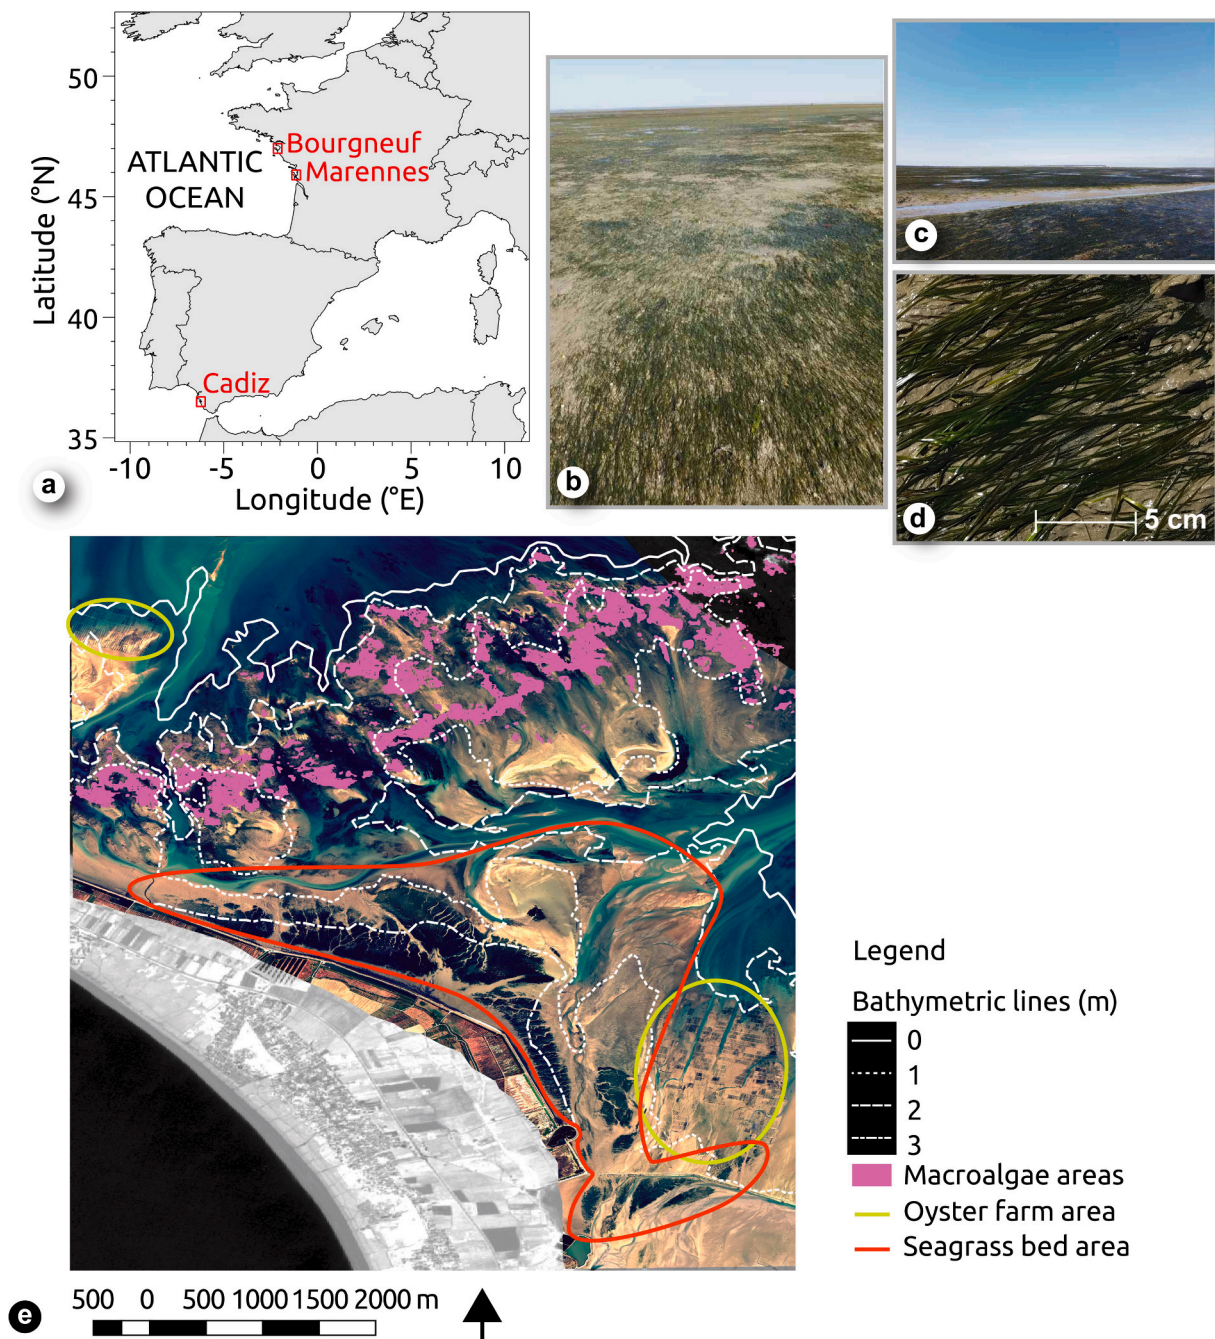 50
45
40
35
Latitude (°N)
ATLANTIC
OCEAN
Bourgneuf
Marennes
Cadiz
-10 -5 0 5 10
Longitude (°E)
a
b
c
d
5 cm
Legend
Bathymetric lines (m)
0
1
2
3
Macroalgae areas
Oyster farm area
Seagrass bed area
e
500 0 500 1000 1500 2000 m